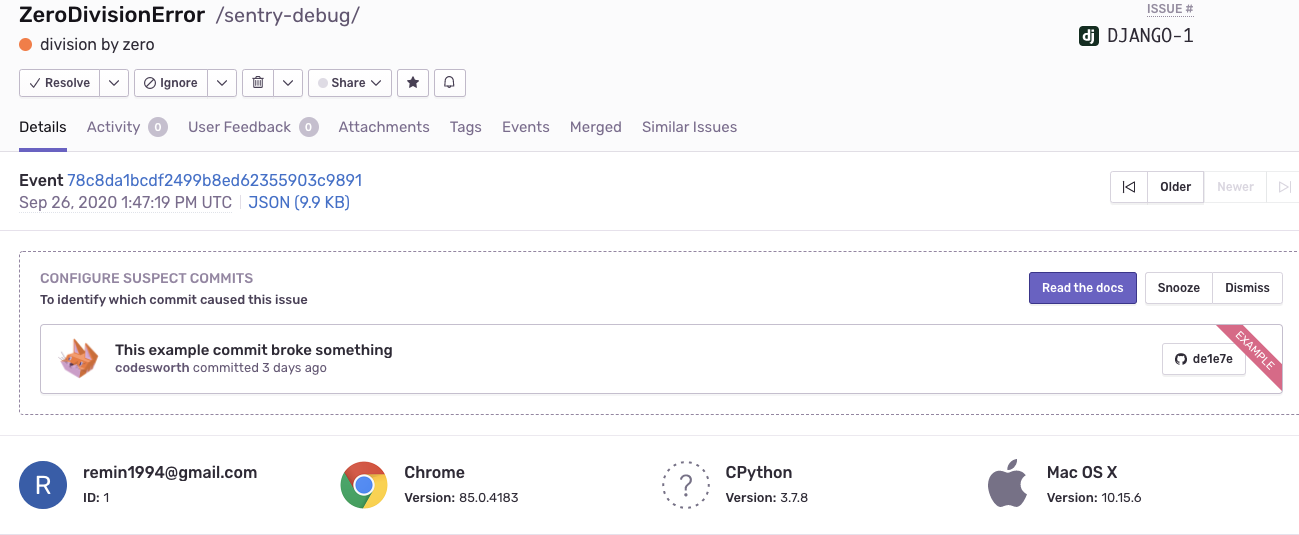 ZeroDivisionError /sentry-debug/
ISSUE #
division by zero
dj DJANGO-1
Resolve Ignore Share
Details Activity 0 User Feedback 0 Attachments Tags Events Merged Similar Issues
Event 78c8da1bcdf2499b8ed62355903c9891
Sep 26, 2020 1:47:19 PM UTC JSON (9.9 KB)
Older Newer
CONFIGURE SUSPECT COMMITS
To identify which commit caused this issue
Read the docs Snooze Dismiss
This example commit broke something
codesworth committed 3 days ago
de1e7e
EXAMPLE
R remin1994@gmail.com
ID: 1
Chrome
Version: 85.0.4183
? CPython
Version: 3.7.8
Mac OS X
Version: 10.15.6